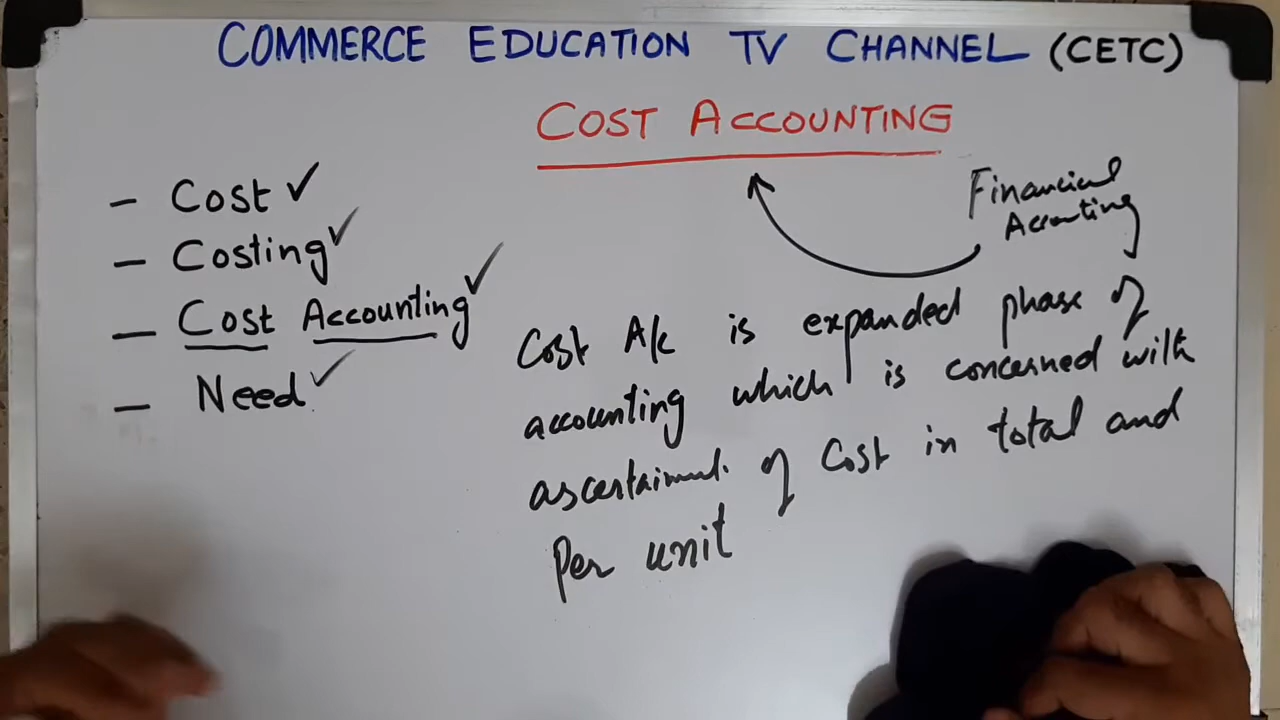 COMMERCE EDUCATION TV CHANNEL (CETC)
COST ACCOUNTING
- Cost ✓
- Costing ✓
- Cost Accounting ✓
- Need ✓
Financial
Accounting
Cost A/c is expanded phase of
accounting which is concerned with
ascertainment of Cost in total and
Per unit